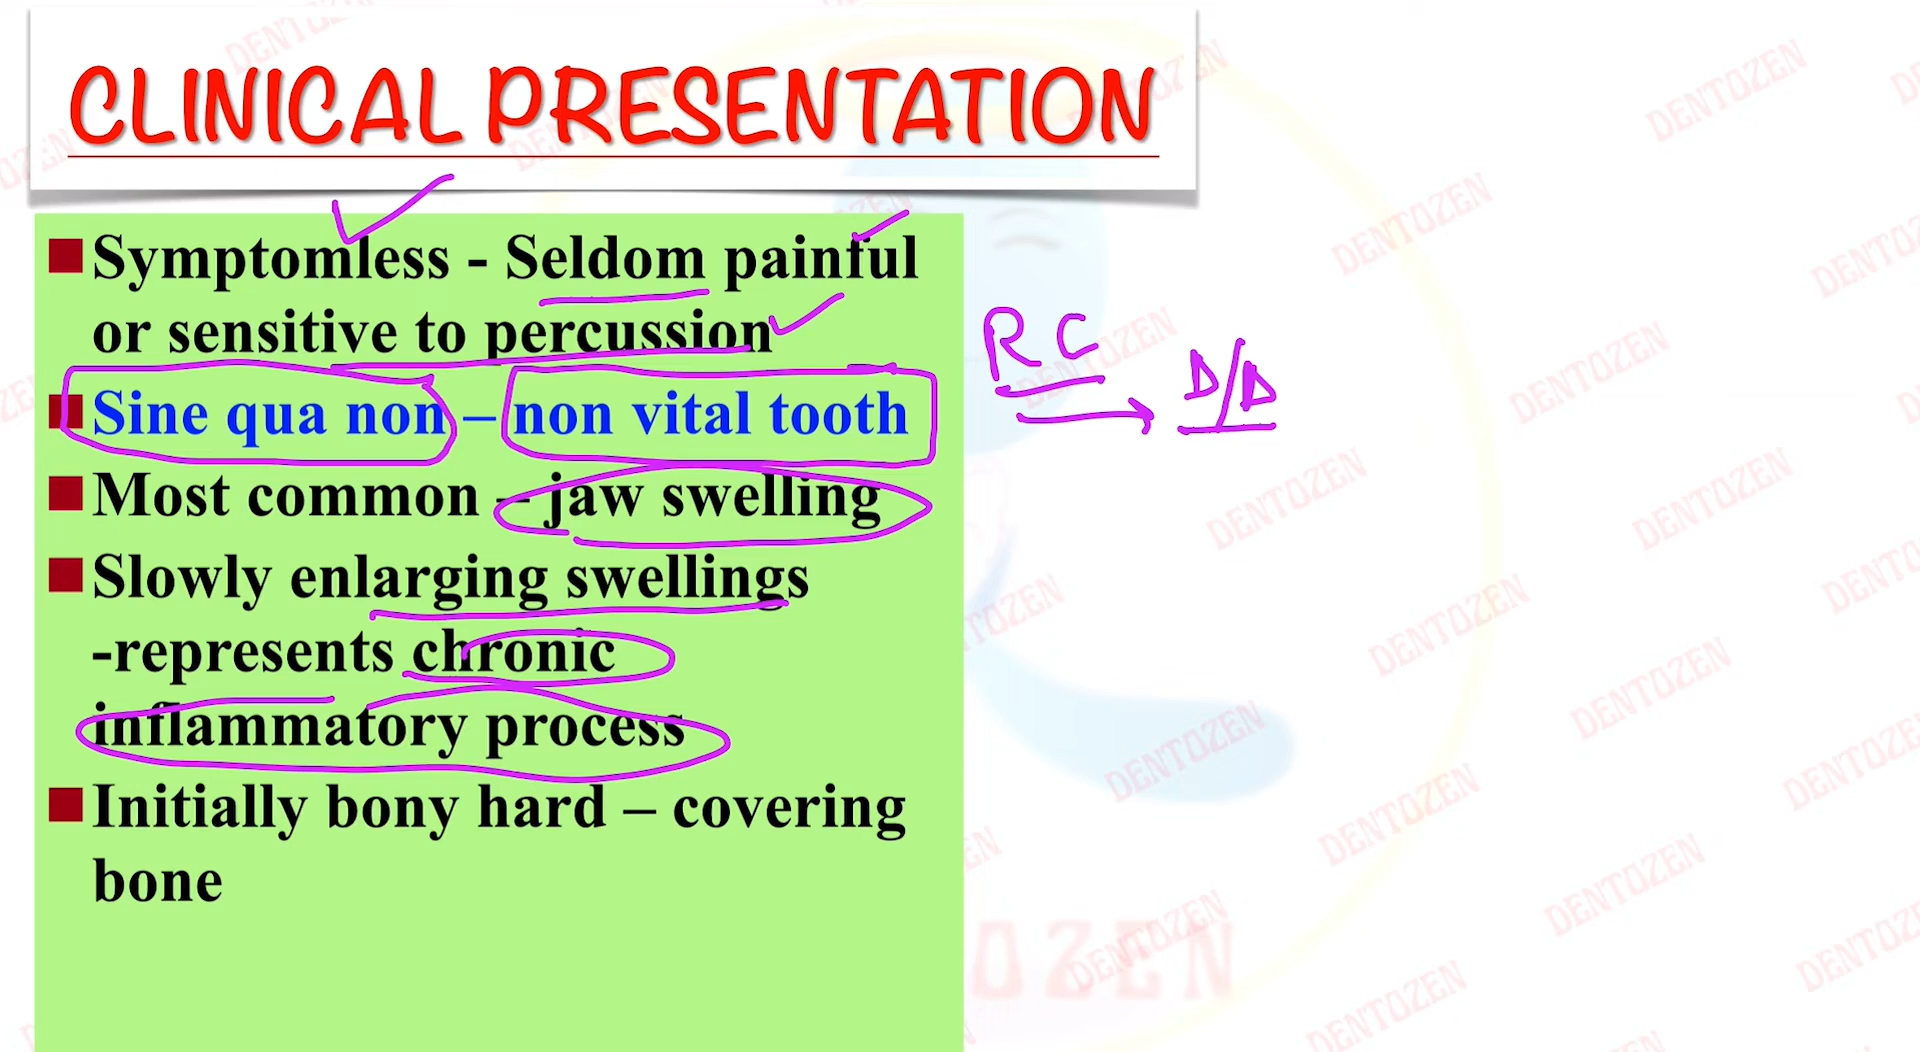 CLINICAL PRESENTATION
Symptomless - Seldom painful
or sensitive to percussion
Sine qua non – non vital tooth
Most common – jaw swelling
Slowly enlarging swellings
-represents chronic
inflammatory process
Initially bony hard – covering
bone
RC
D/D
DENTOZEN